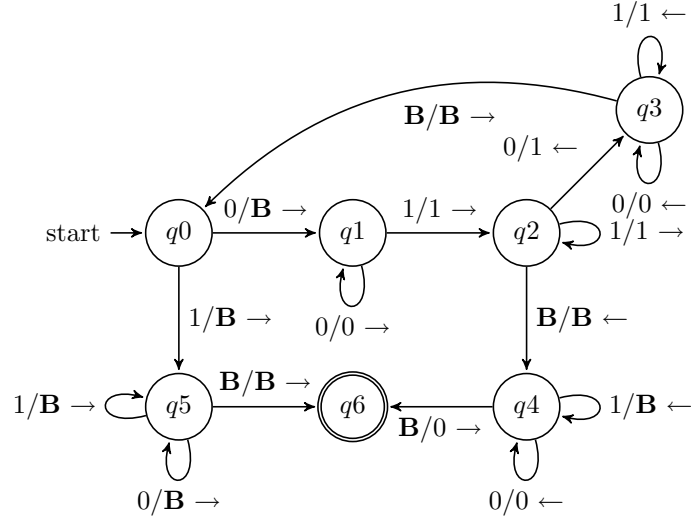 1/1 ←
q3
B/B →
0/1 ←
0/0 ←
start
q0
0/B →
q1
1/1 →
q2
1/1 →
0/0 →
1/B →
B/B ←
1/B →
q5
B/B →
q6
B/0 →
q4
1/B ←
0/B →
0/0 ←